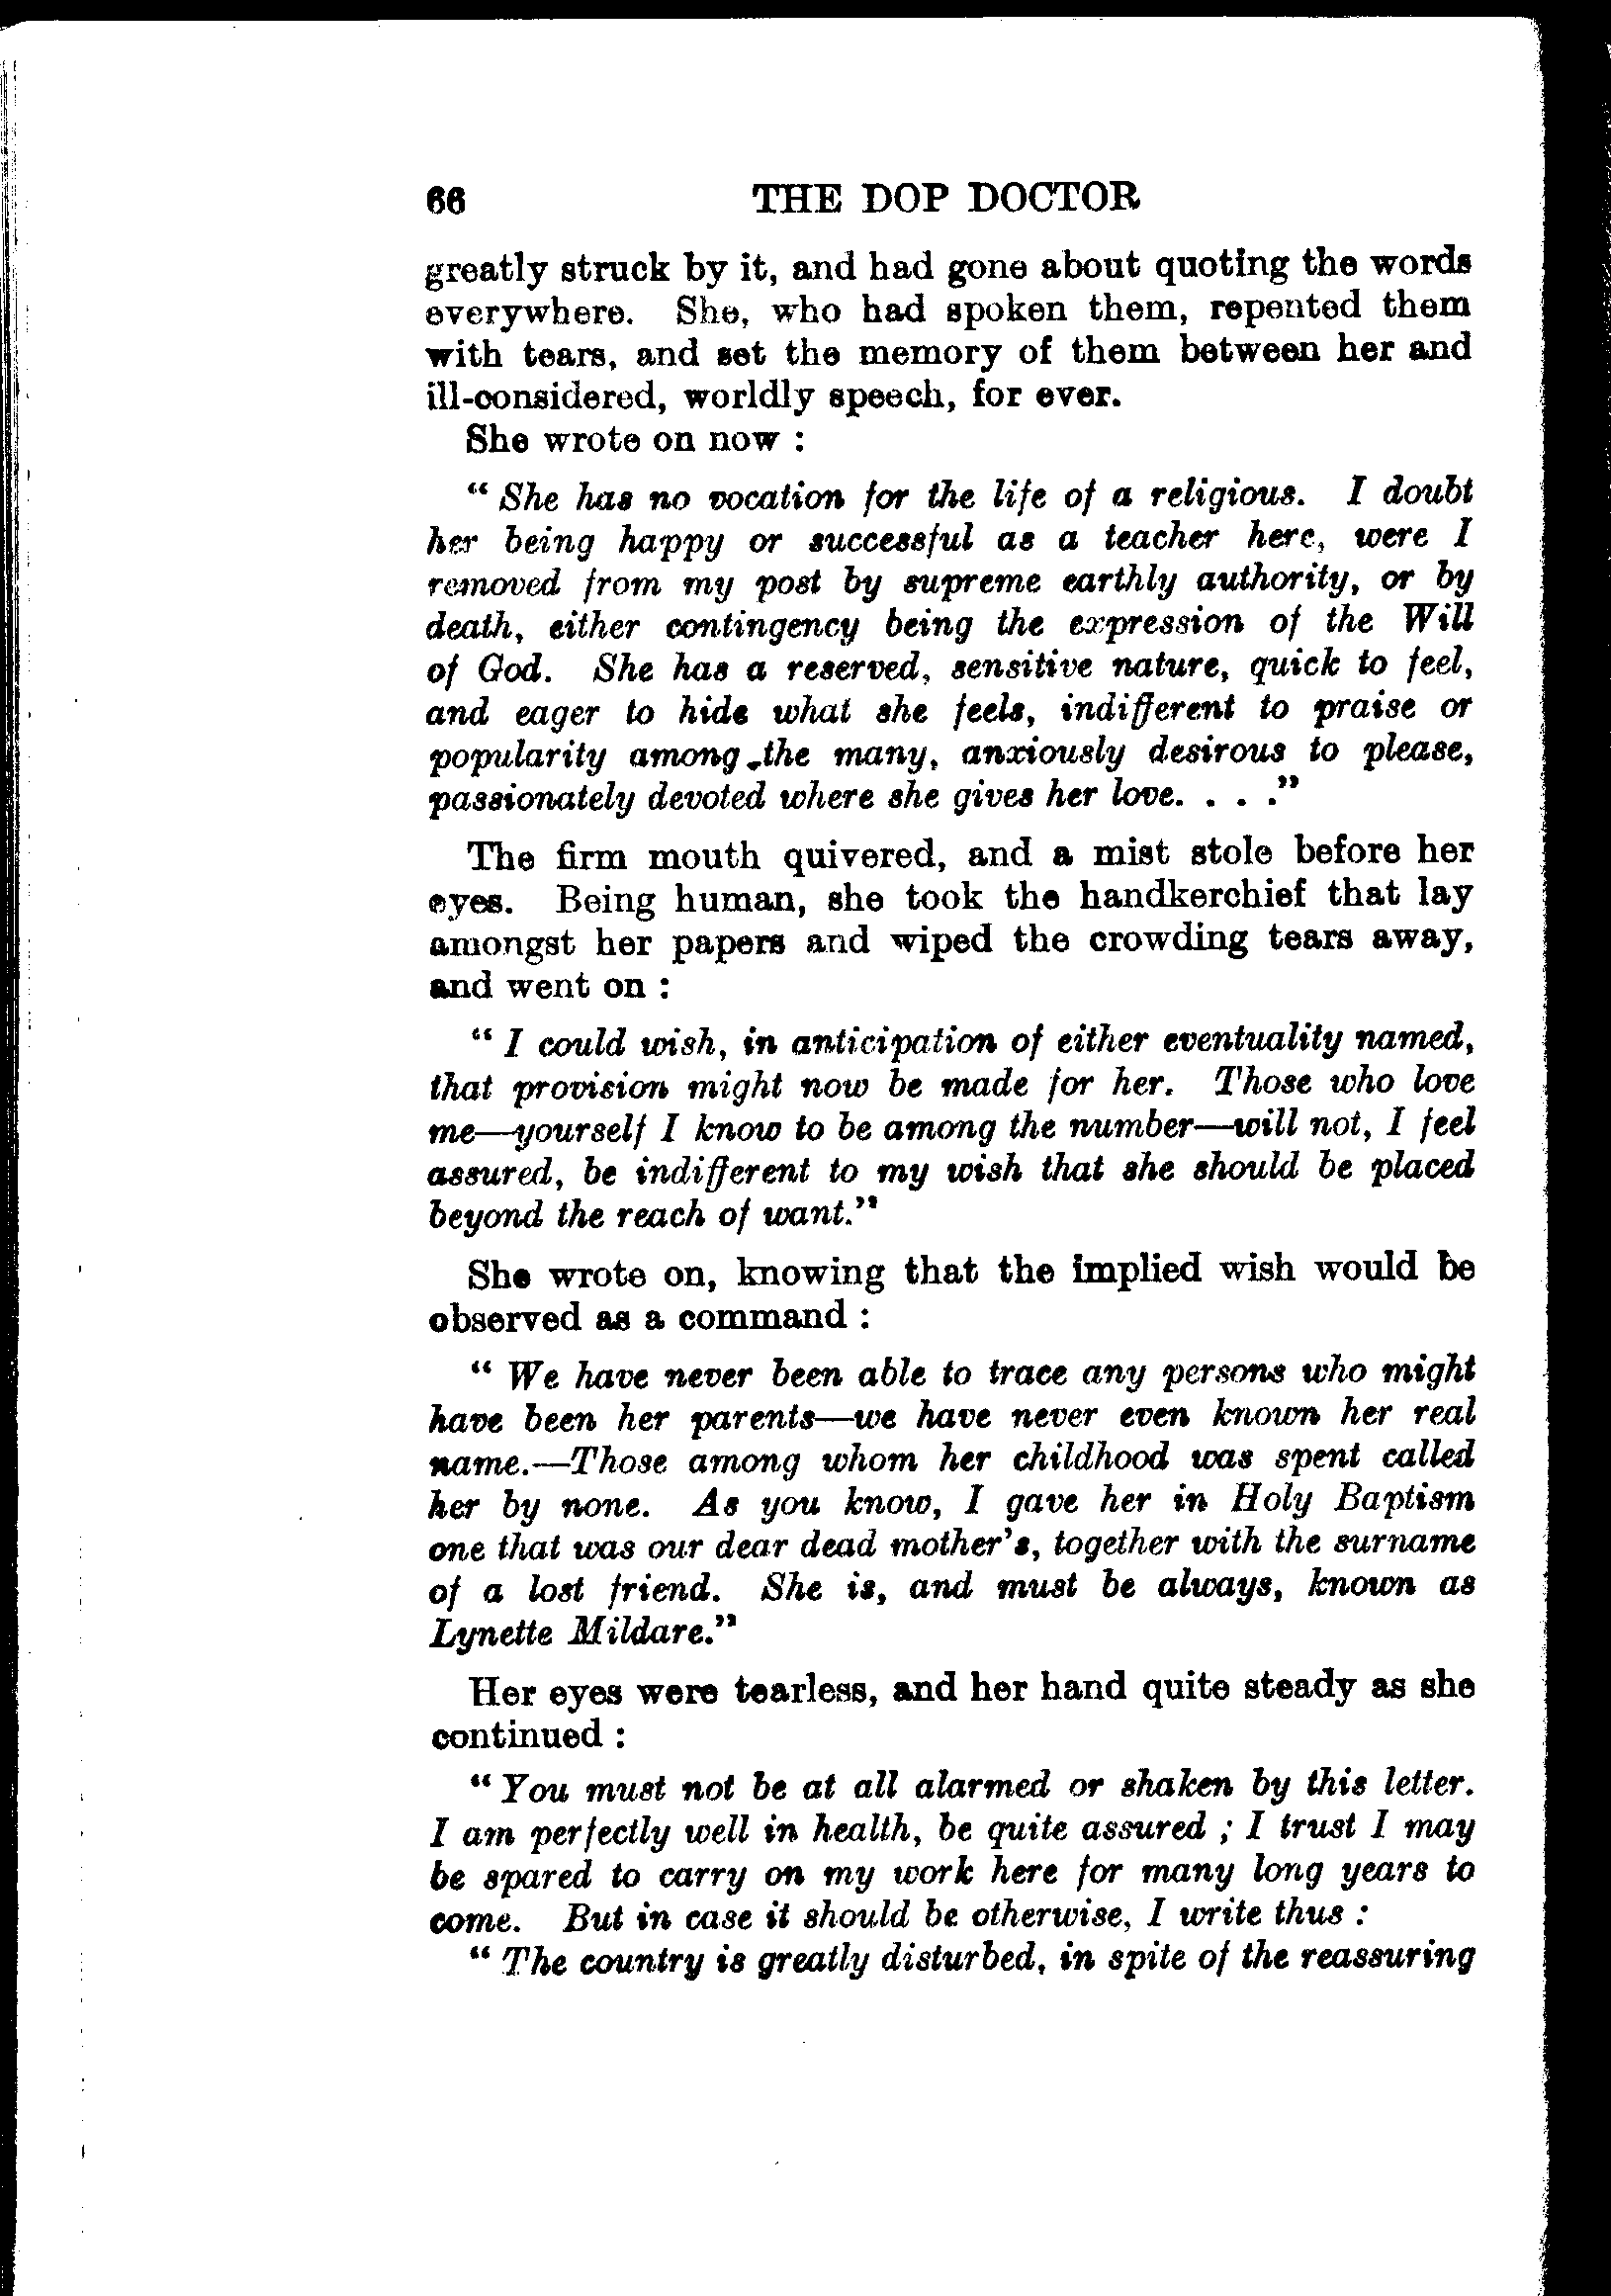 66 THE DOP DOCTOR
greatly struck by it, and had gone about quoting the words
everywhere. She, who had spoken them, repented them
with tears, and set the memory of them between her and
ill-considered, worldly speech, for ever.
She wrote on now :
“ She has no vocation for the life of a religious. I doubt
her being happy or successful as a teacher here, were I
removed from my post by supreme earthly authority, or by
death, either contingency being the expression of the Will
of God. She has a reserved, sensitive nature, quick to feel,
and eager to hide what she feels, indifferent to praise or
popularity among the many, anxiously desirous to please,
passionately devoted where she gives her love. . . .”
The firm mouth quivered, and a mist stole before her
eyes. Being human, she took the handkerchief that lay
amongst her papers and wiped the crowding tears away,
and went on :
“ I could wish, in anticipation of either eventuality named,
that provision might now be made for her. Those who love
me—yourself I know to be among the number—will not, I feel
assured, be indifferent to my wish that she should be placed
beyond the reach of want.”
She wrote on, knowing that the implied wish would be
observed as a command :
“ We have never been able to trace any persons who might
have been her parents—we have never even known her real
name.—Those among whom her childhood was spent called
her by none. As you know, I gave her in Holy Baptism
one that was our dear dead mother's, together with the surname
of a lost friend. She is, and must be always, known as
Lynette Mildare.”
Her eyes were tearless, and her hand quite steady as she
continued :
“ You must not be at all alarmed or shaken by this letter.
I am perfectly well in health, be quite assured ; I trust I may
be spared to carry on my work here for many long years to
come. But in case it should be otherwise, I write thus :
“ The country is greatly disturbed, in spite of the reassuring